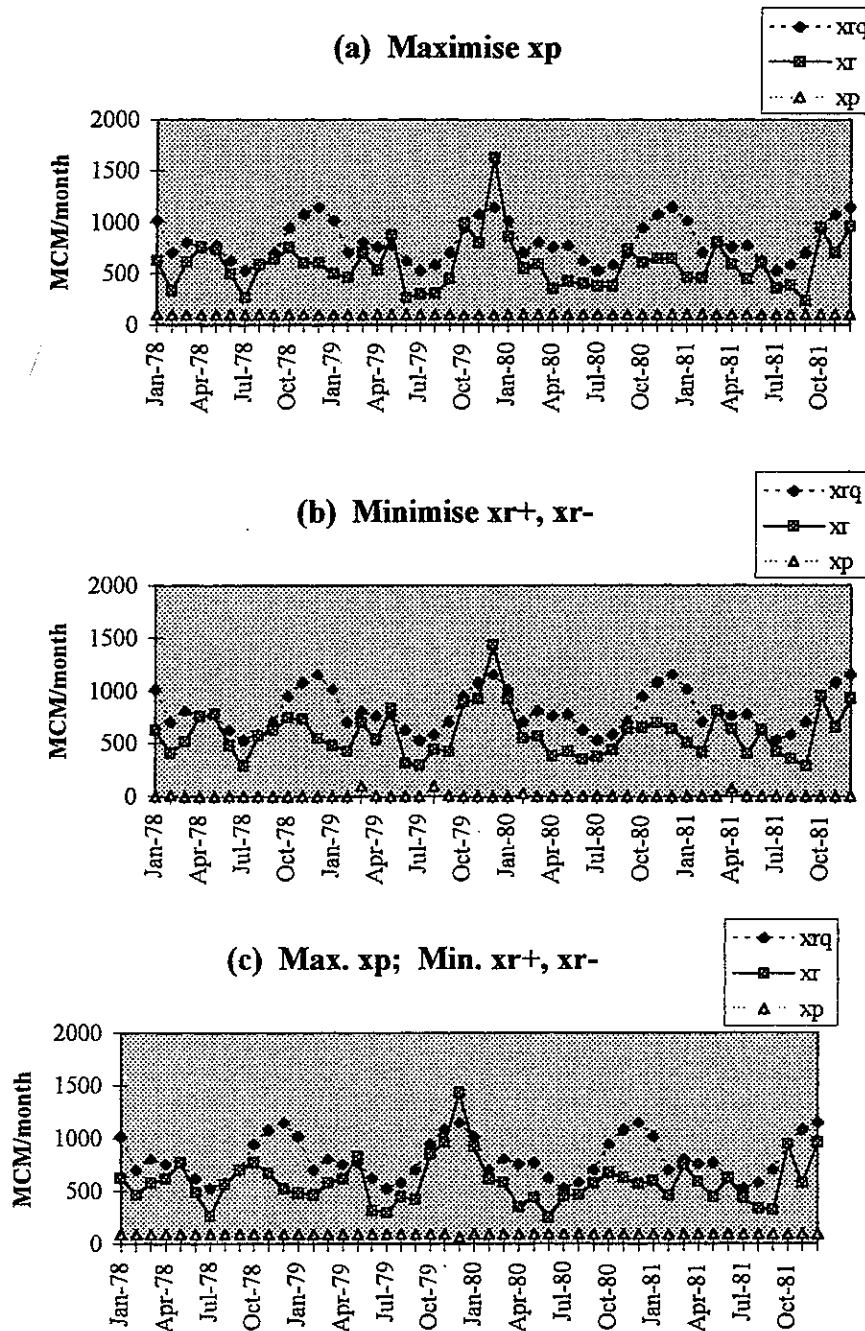 (a) Maximise xp
xrq
xr
xp
MCM/month
2000
1500
1000
500
0
Jan-78
Apr-78
Jul-78
Oct-78
Jan-79
Apr-79
Jul-79
Oct-79
Jan-80
Apr-80
Jul-80
Oct-80
Jan-81
Apr-81
Jul-81
Oct-81
(b) Minimise xr+, xr-
xrq
xr
xp
MCM/month
2000
1500
1000
500
0
Jan-78
Apr-78
Jul-78
Oct-78
Jan-79
Apr-79
Jul-79
Oct-79
Jan-80
Apr-80
Jul-80
Oct-80
Jan-81
Apr-81
Jul-81
Oct-81
(c) Max. xp; Min. xr+, xr-
xrq
xr
xp
MCM/month
2000
1500
1000
500
0
Jan-78
Apr-78
Jul-78
Oct-78
Jan-79
Apr-79
Jul-79
Oct-79
Jan-80
Apr-80
Jul-80
Oct-80
Jan-81
Apr-81
Jul-81
Oct-81